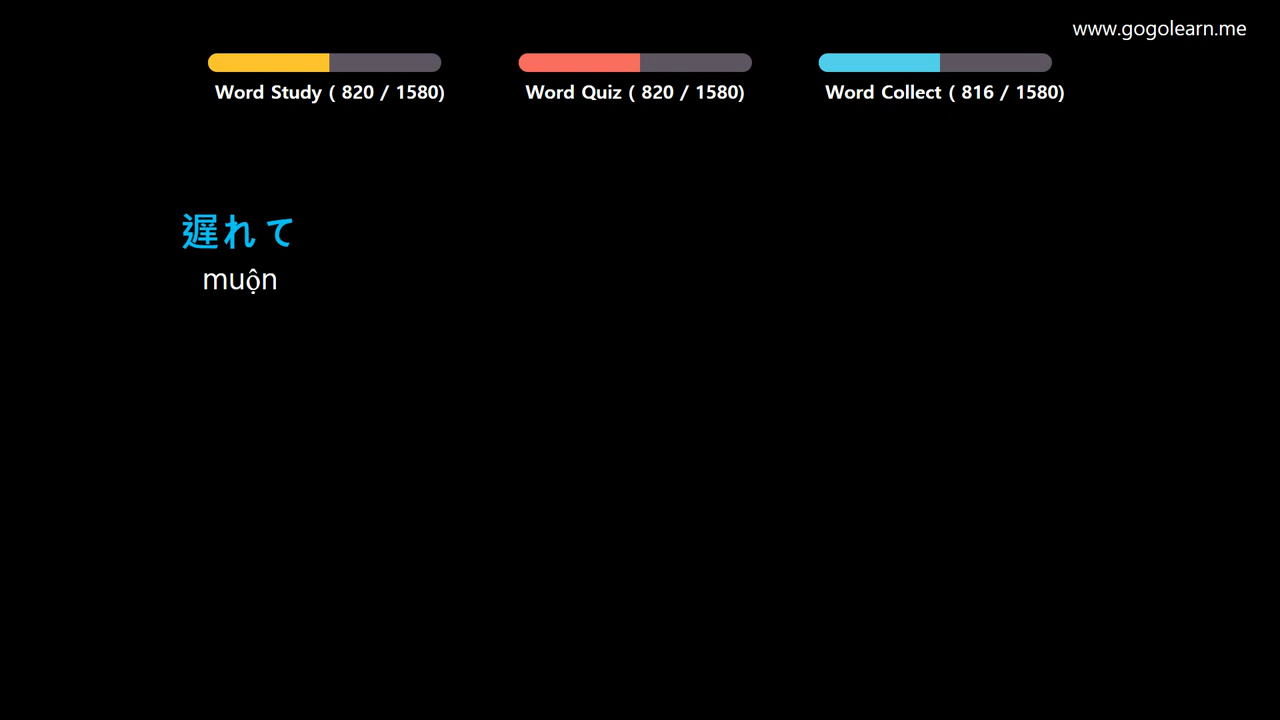 www.gogolearn.me
Word Study ( 820 / 1580)
Word Quiz ( 820 / 1580)
Word Collect ( 816 / 1580)
遅れて
muộn